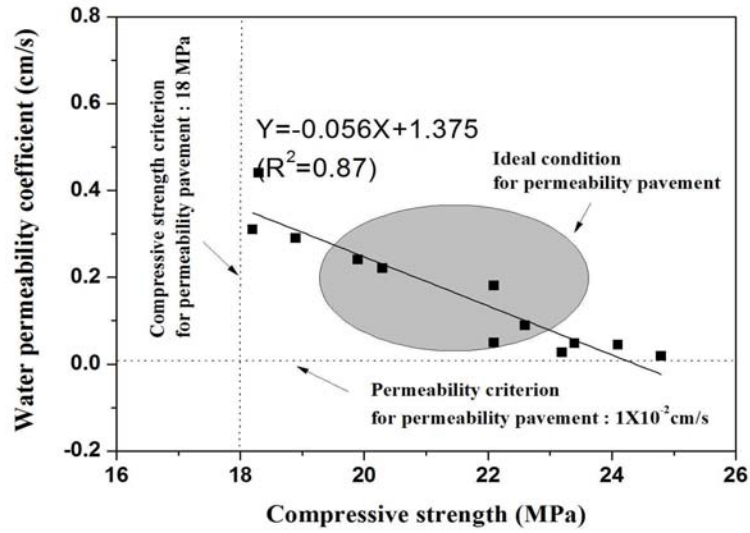 0.8
0.6
0.4
0.2
0.0
-0.2
Water permeability coefficient (cm/s)
Compressive strength criterion
for permeability pavement : 18 MPa
Y=-0.056X+1.375
(R²=0.87)
Ideal condition
for permeability pavement
Permeability criterion
for permeability pavement : 1X10⁻²cm/s
16
18
20
22
24
26
Compressive strength (MPa)